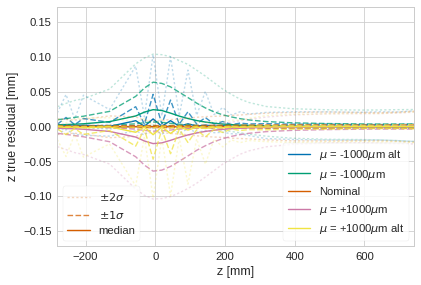 0.15
0.10
0.05
0.00
−0.05
−0.10
−0.15
z true residual [mm]
μ = -1000μm alt
μ = -1000μm
Nominal
μ = +1000μm
μ = +1000μm alt
±2σ
±1σ
median
−200
0
200
400
600
z [mm]